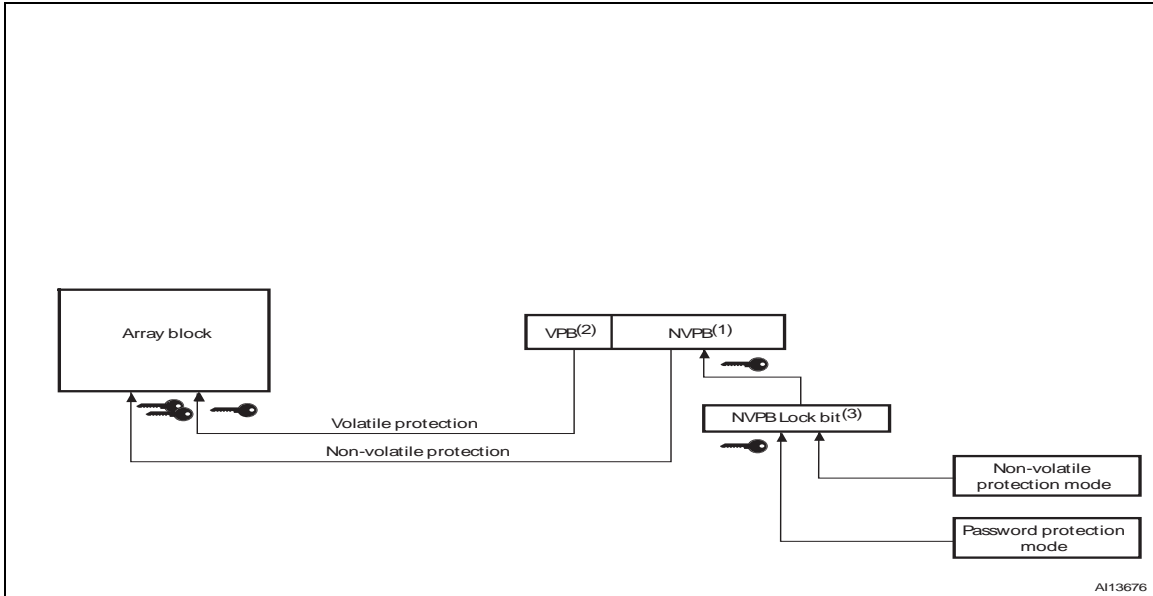 Array block
VPB(2)
NVPB(1)
NVPB Lock bit(3)
Volatile protection
Non-volatile protection
Non-volatile
protection mode
Password protection
mode
AI13676